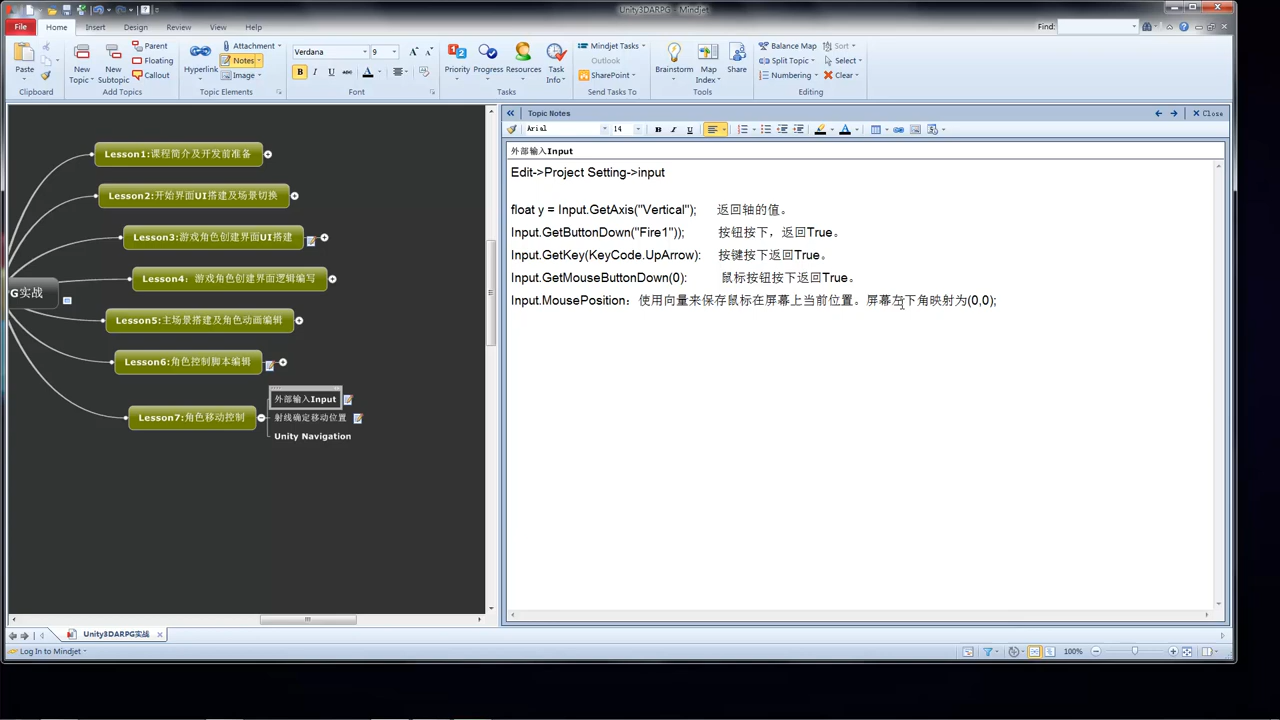 Unity3DARPG实战 - Mindjet
File
Home
Insert
Design
Review
View
Help
Find:
Paste
Clipboard
New Topic
New Subtopic
Parent
Floating
Callout
Add Topics
Hyperlink
Attachment
Notes
Image
Topic Elements
Verdana
9
B I U abc A
Font
Priority
Progress
Resources
Task Info
Tasks
Mindjet Tasks
Outlook
SharePoint
Send Tasks To
Brainstorm
Map Index
Share
Tools
Balance Map
Split Topic
Numbering
Sort
Select
Clear
Editing
G实战
Lesson1:课程简介及开发前准备
Lesson2:开始界面UI搭建及场景切换
Lesson3:游戏角色创建界面UI搭建
Lesson4：游戏角色创建界面逻辑编写
Lesson5:主场景搭建及角色动画编辑
Lesson6:角色控制脚本编辑
Lesson7:角色移动控制
外部输入Input
射线确定移动位置
Unity Navigation
Topic Notes
Close
Arial
14
B I U
外部输入Input
Edit->Project Setting->input
float y = Input.GetAxis("Vertical"); 返回轴的值。
Input.GetButtonDown("Fire1")); 按钮按下，返回True。
Input.GetKey(KeyCode.UpArrow): 按键按下返回True。
Input.GetMouseButtonDown(0): 鼠标按钮按下返回True。
Input.MousePosition：使用向量来保存鼠标在屏幕上当前位置。屏幕左下角映射为(0,0);
Unity3DARPG实战
Log In to Mindjet
100%